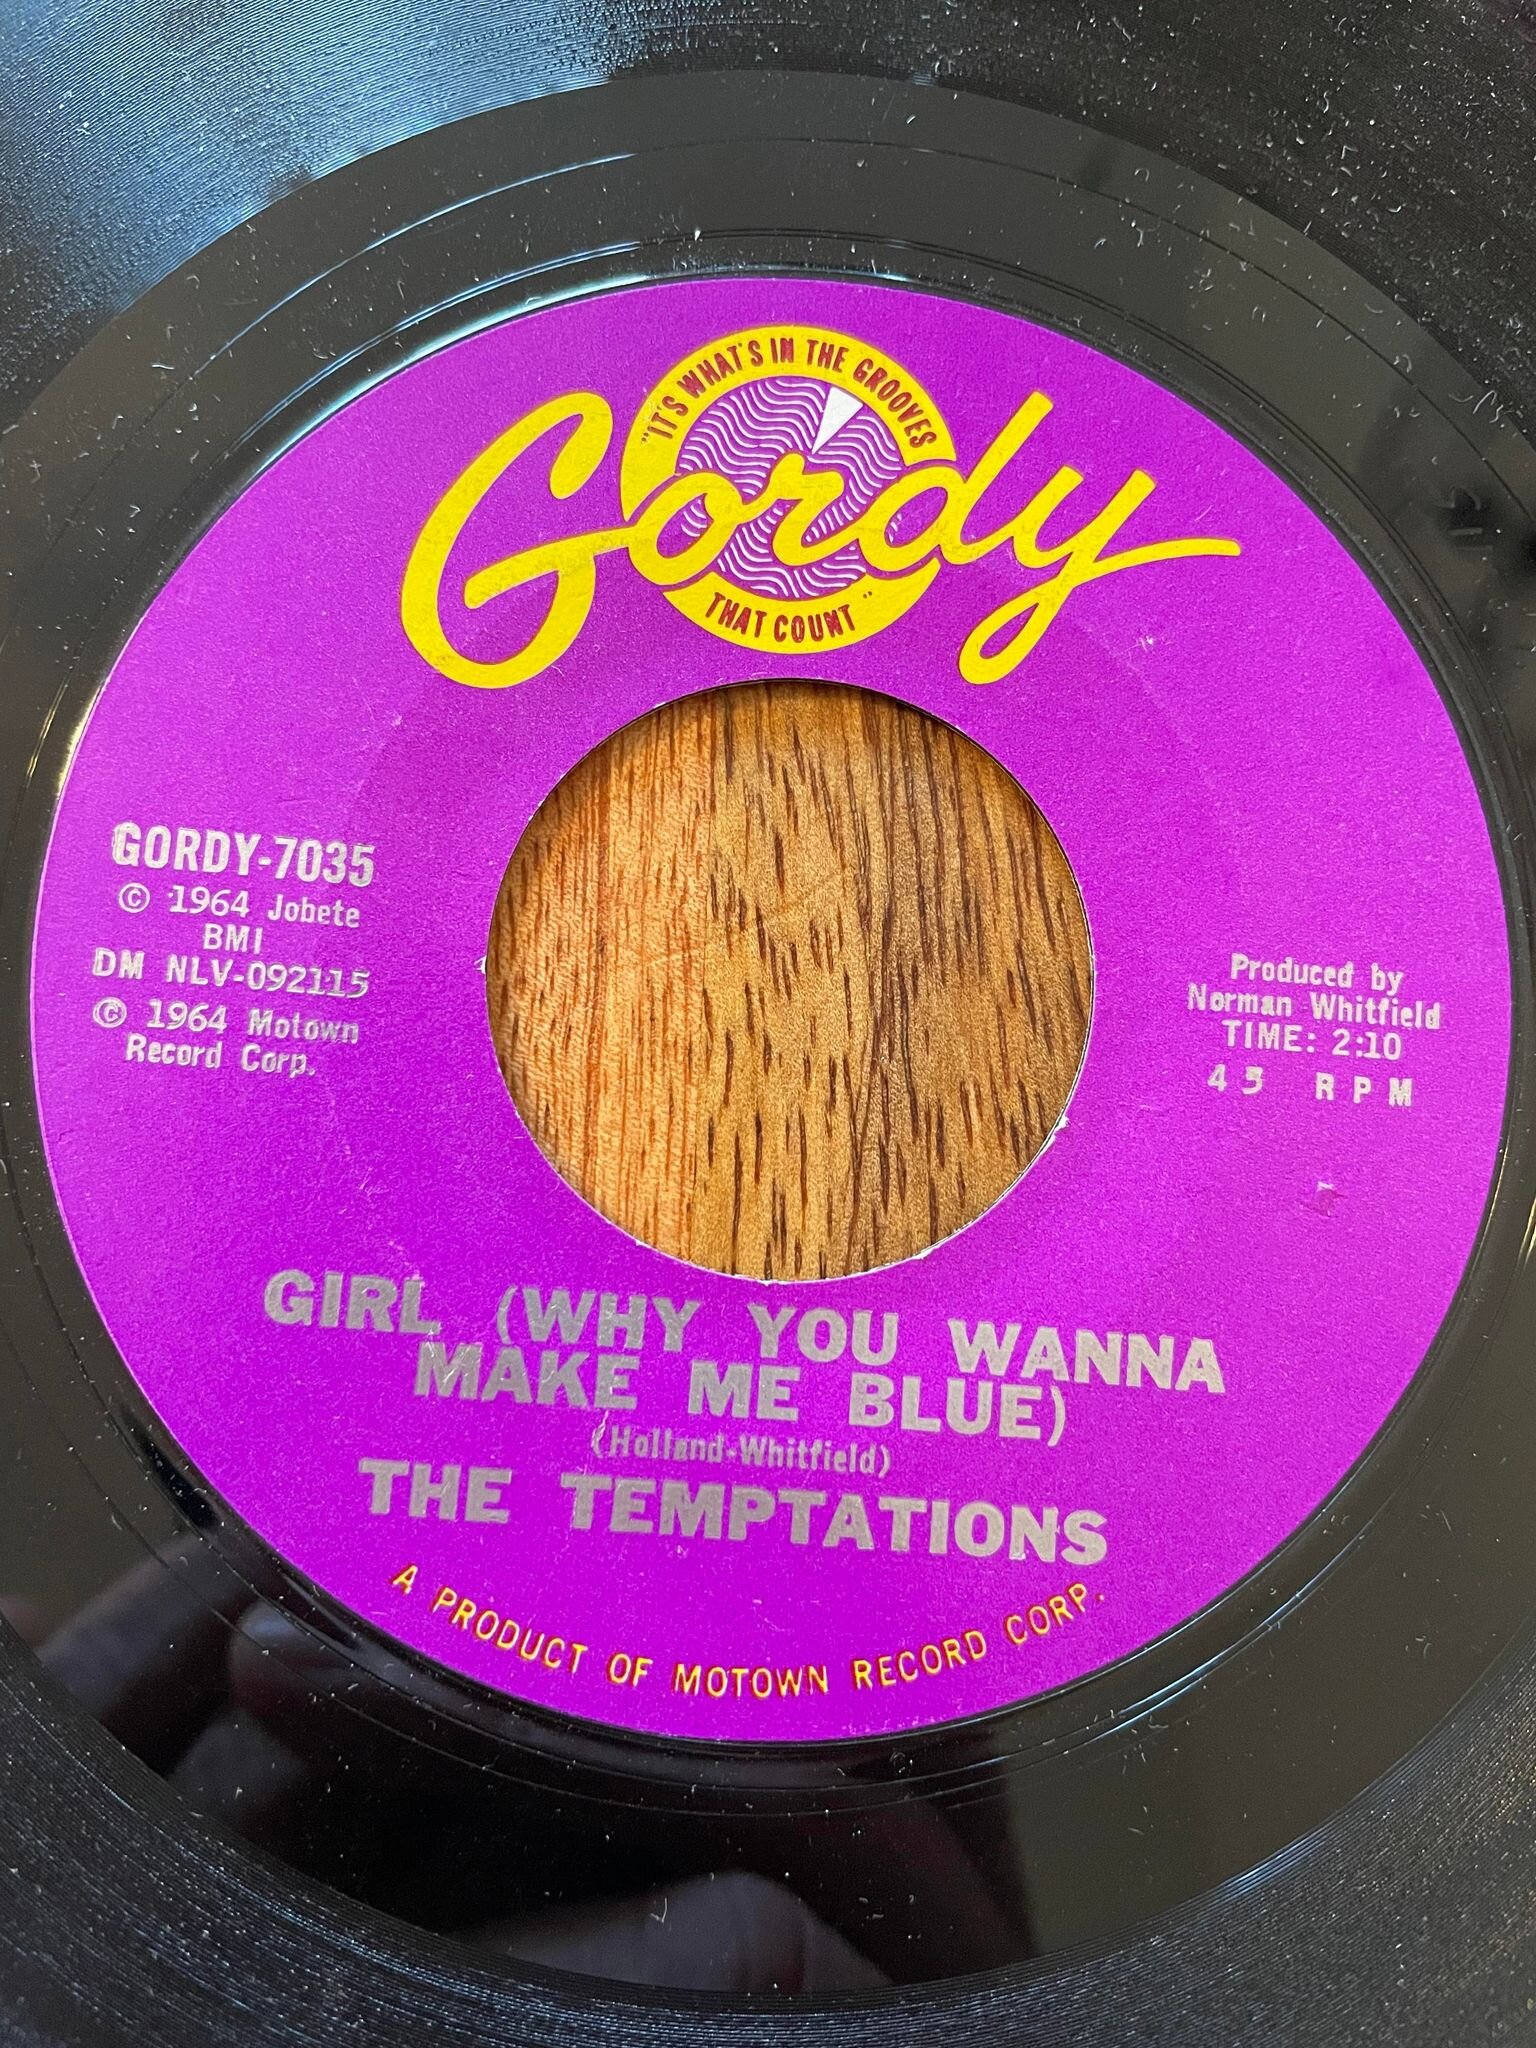 "IT'S WHAT'S IN THE GROOVES
Gordy
THAT COUNT"
GORDY-7035
© 1964 Jobete
BMI
DM NLV-092115
© 1964 Motown
Record Corp.
Produced by
Norman Whitfield
TIME: 2:10
45 RPM
GIRL (WHY YOU WANNA
MAKE ME BLUE)
(Holland-Whitfield)
THE TEMPTATIONS
A PRODUCT OF MOTOWN RECORD CORP.